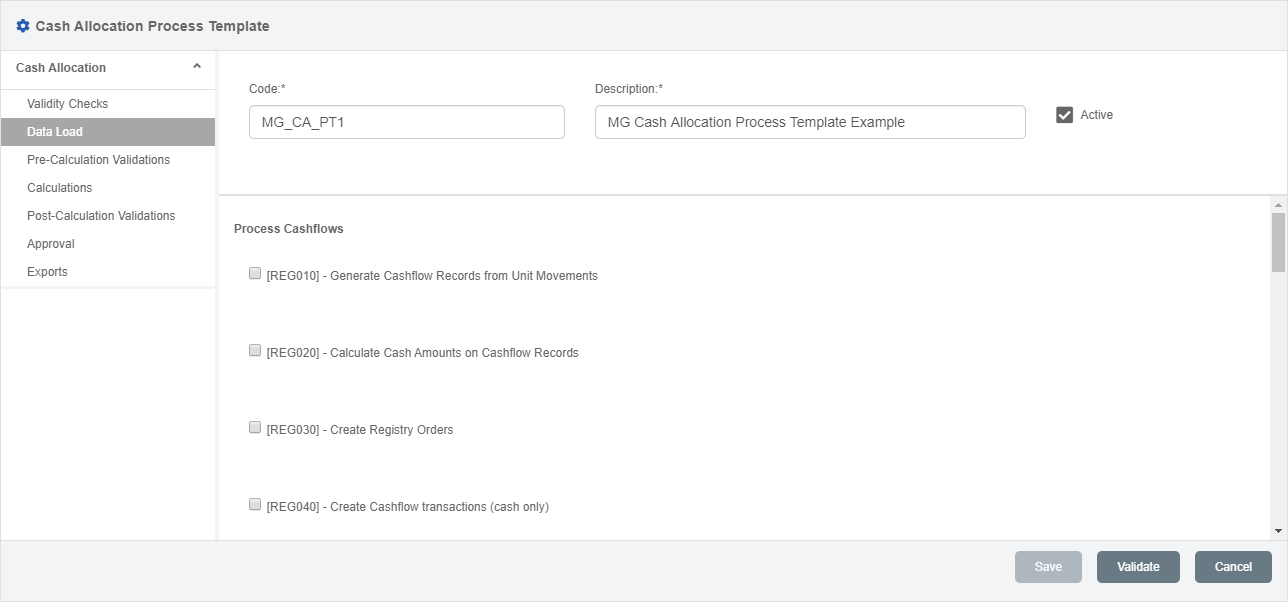 Cash Allocation Process Template
Cash Allocation
Validity Checks
Data Load
Pre-Calculation Validations
Calculations
Post-Calculation Validations
Approval
Exports
Code:*
Description:*
MG_CA_PT1
MG Cash Allocation Process Template Example
Active
Process Cashflows
[REG010] - Generate Cashflow Records from Unit Movements
[REG020] - Calculate Cash Amounts on Cashflow Records
[REG030] - Create Registry Orders
[REG040] - Create Cashflow transactions (cash only)
Save
Validate
Cancel